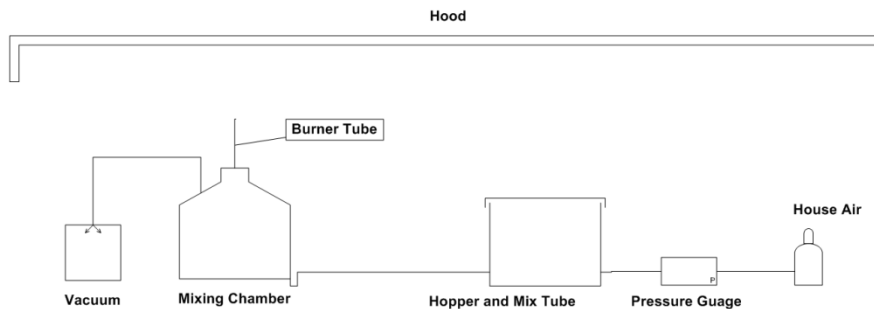 Hood
Burner Tube
House Air
Vacuum
Mixing Chamber
Hopper and Mix Tube
Pressure Guage
P